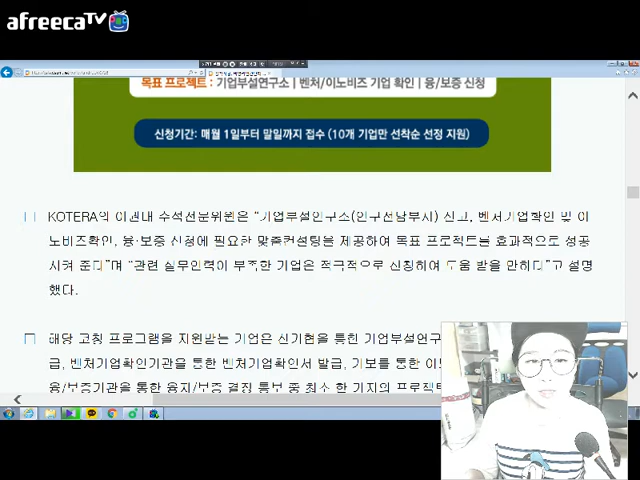 afreecaTV
목표 프로젝트 : 기업부설연구소 | 벤처/이노비즈 기업 확인 | 융/보증 신청
신청기간: 매월 1일부터 말일까지 접수 (10개 기업만 선착순 선정 지원)
KOTERA의 수석전문위원은 "기업부설연구소(연구전담부서) 신고, 벤처기업확인 및 이
노비즈확인, 융·보증 신청에 필요한 맞춤컨설팅을 제공하여 목표 프로젝트를 효과적으로 성공
시켜 준다"며 "관련 실무인력이 부족한 기업은 적극적으로 신청하여 도움 받을 만하다"고 설명
했다.
해당 코칭 프로그램을 지원받는 기업은 통한 기업부설연구
급, 벤처기업확인기관을 통한 벤처기업확인서 발급, 기보를 통한
융/보증기관을 통한 융자/보증 결정 통보 중 최소 한 가지의 프로젝트